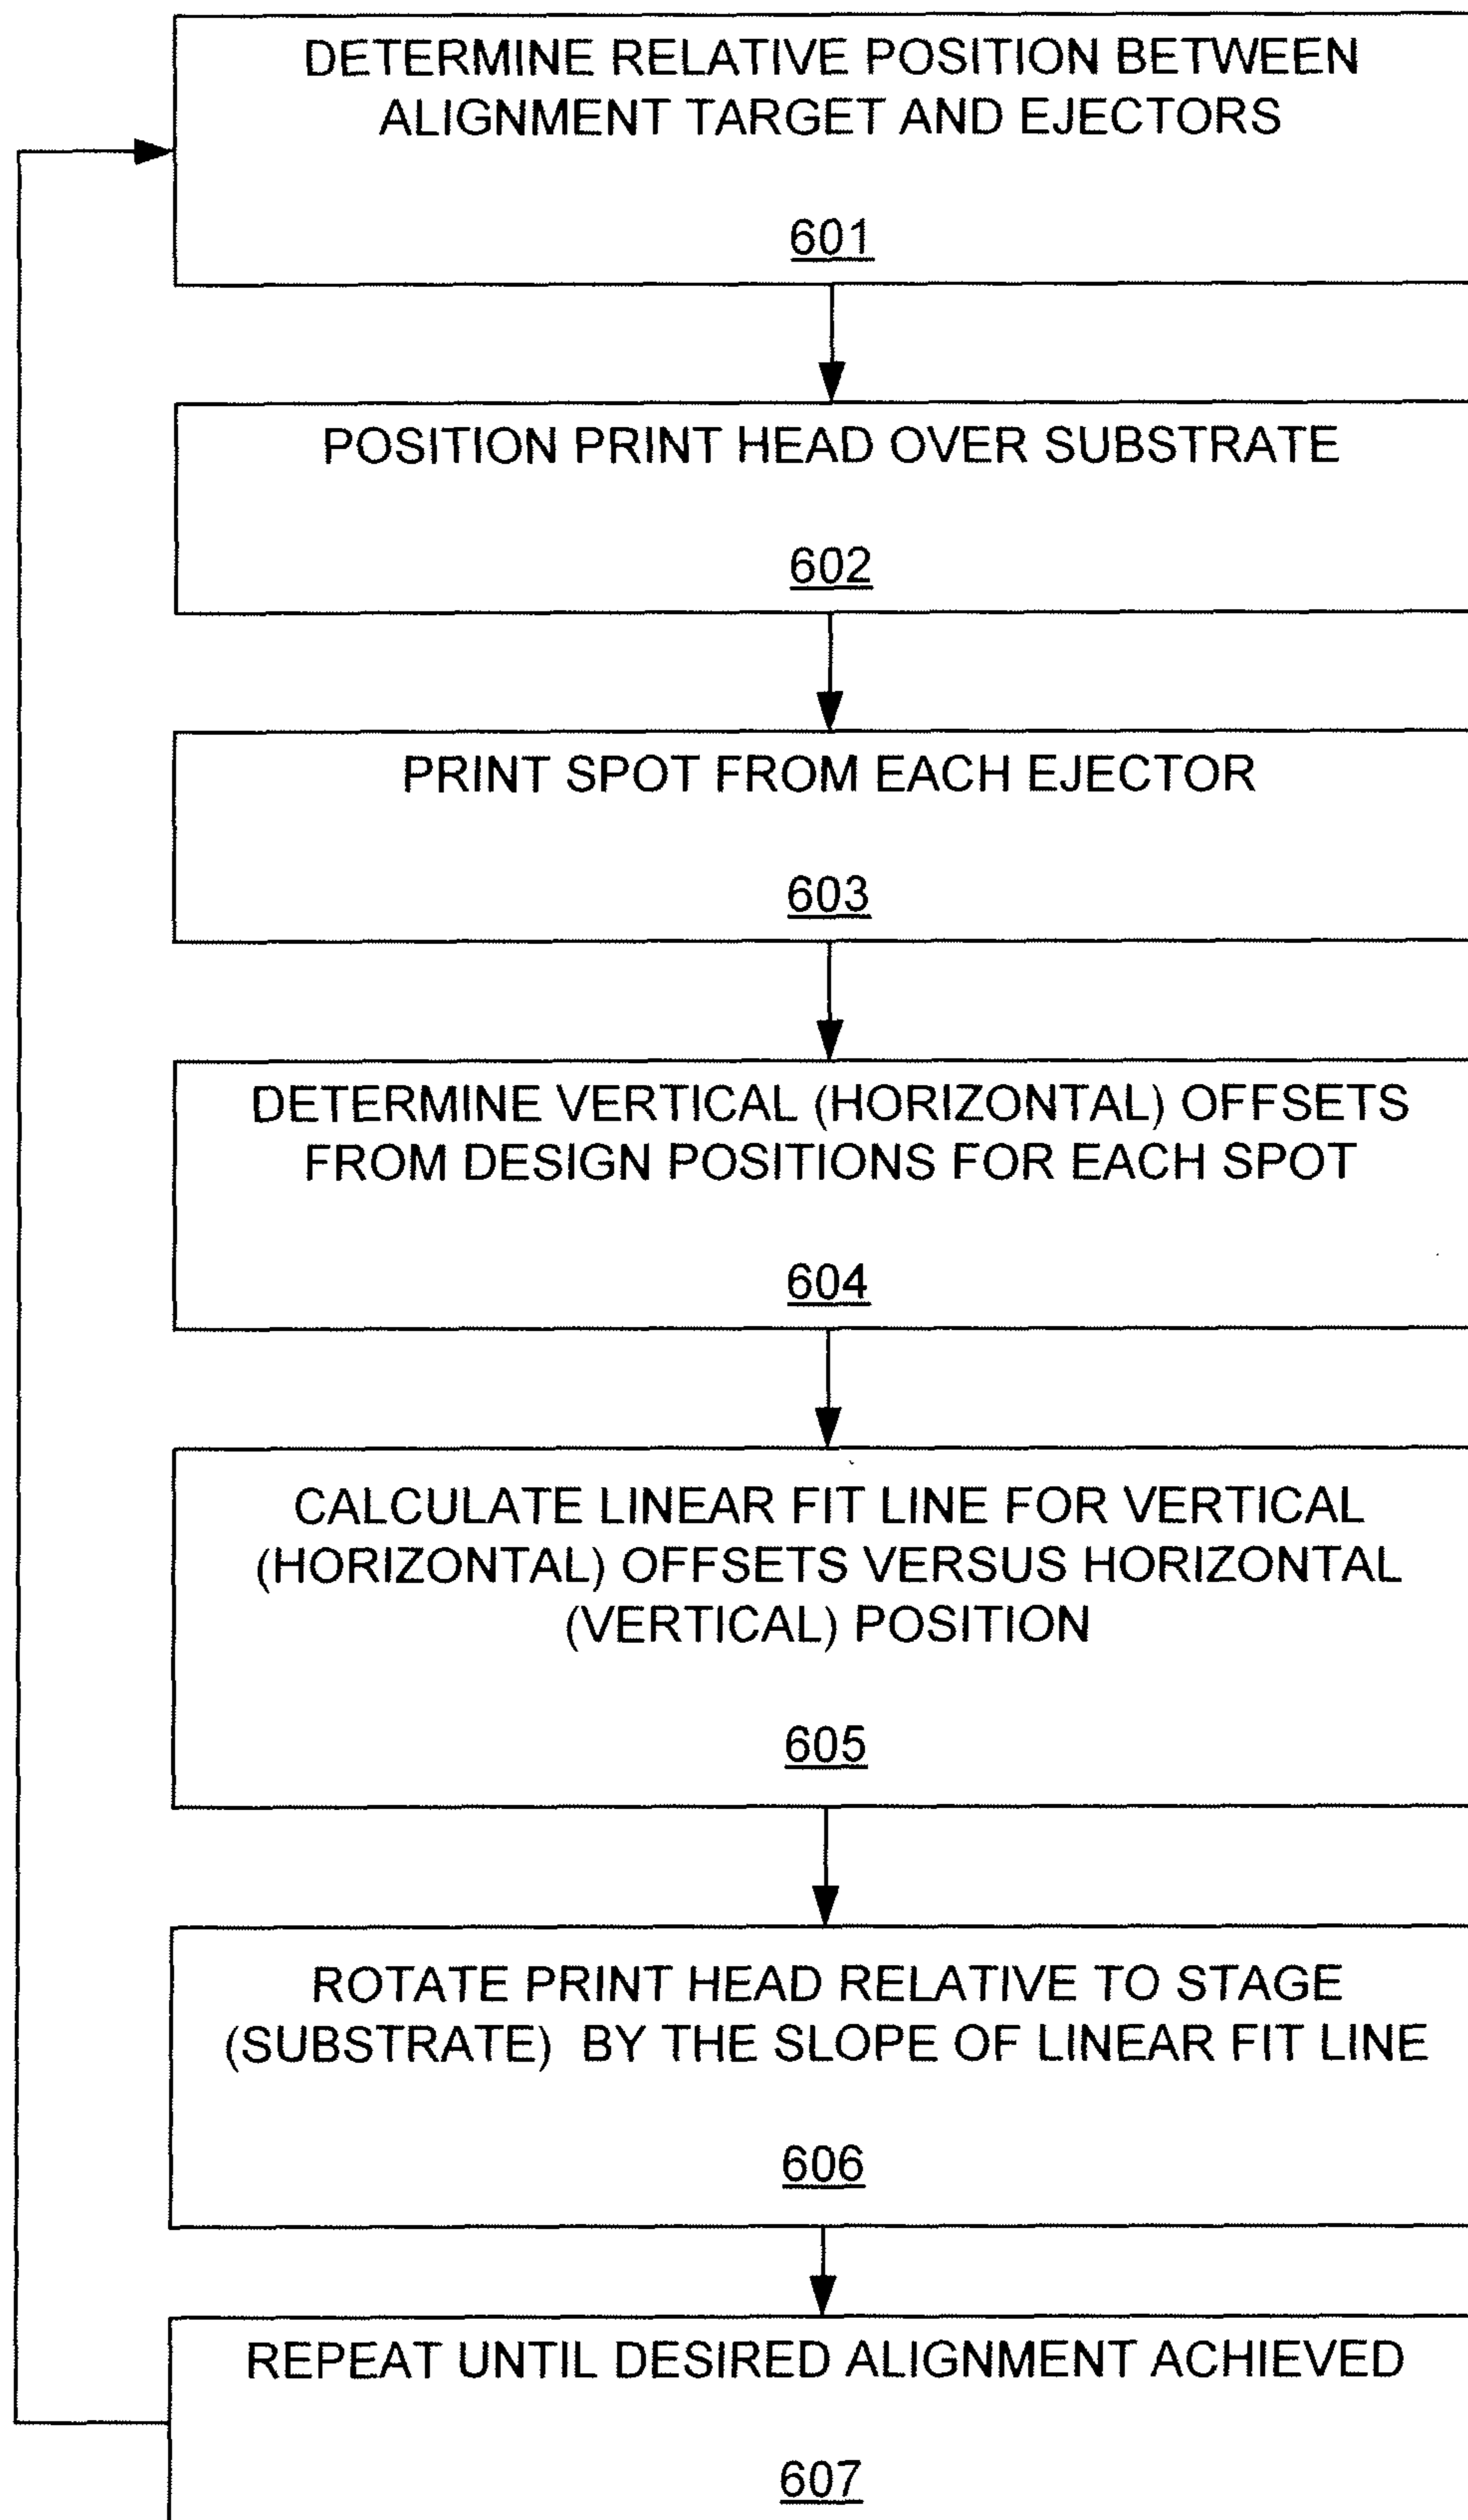 DETERMINE RELATIVE POSITION BETWEEN
ALIGNMENT TARGET AND EJECTORS
601
POSITION PRINT HEAD OVER SUBSTRATE
602
PRINT SPOT FROM EACH EJECTOR
603
DETERMINE VERTICAL (HORIZONTAL) OFFSETS
FROM DESIGN POSITIONS FOR EACH SPOT
604
CALCULATE LINEAR FIT LINE FOR VERTICAL
(HORIZONTAL) OFFSETS VERSUS HORIZONTAL
(VERTICAL) POSITION
605
ROTATE PRINT HEAD RELATIVE TO STAGE
(SUBSTRATE) BY THE SLOPE OF LINEAR FIT LINE
606
REPEAT UNTIL DESIRED ALIGNMENT ACHIEVED
607